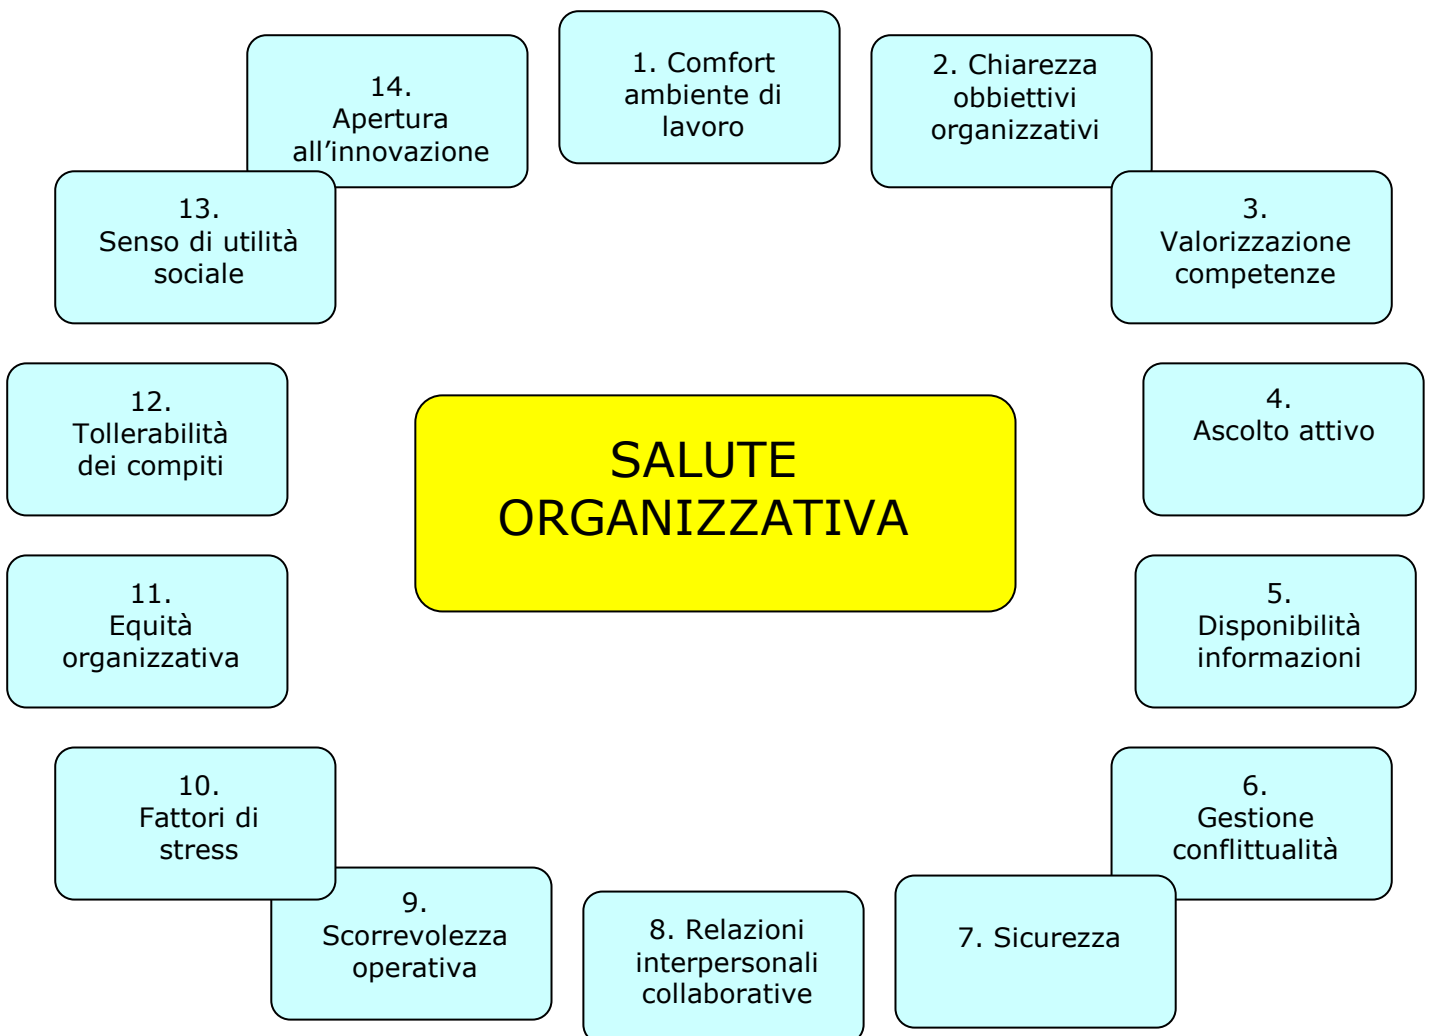 1. Comfort
ambiente di
lavoro
2. Chiarezza
obbiettivi
organizzativi
3.
Valorizzazione
competenze
4.
Ascolto attivo
5.
Disponibilità
informazioni
6.
Gestione
conflittualità
7. Sicurezza
8. Relazioni
interpersonali
collaborative
9.
Scorrevolezza
operativa
10.
Fattori di
stress
11.
Equità
organizzativa
12.
Tollerabilità
dei compiti
13.
Senso di utilità
sociale
14.
Apertura
all’innovazione
SALUTE
ORGANIZZATIVA